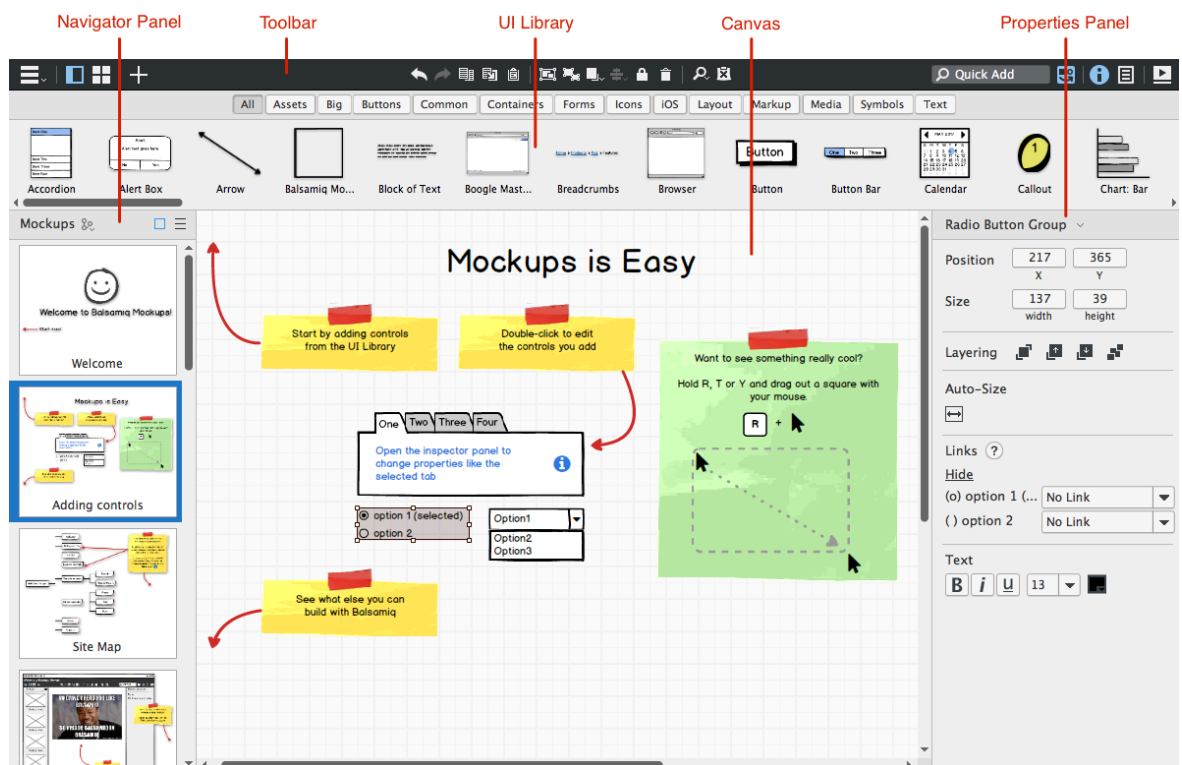 Navigator Panel
Toolbar
UI Library
Canvas
Properties Panel
Quick Add
All
Assets
Big
Buttons
Common
Containers
Forms
Icons
iOS
Layout
Markup
Media
Symbols
Text
Button
One Two Three
MAY 2017
1
Accordion
Alert Box
Arrow
Balsamiq Mo...
Block of Text
Boogle Mast...
Breadcrumbs
Browser
Button
Button Bar
Calendar
Callout
Chart: Bar
Mockups
Welcome to Balsamiq Mockups!
Welcome
Mockups is Easy
Adding controls
Site Map
Mockups is Easy
Start by adding controls
from the UI Library
Double-click to edit
the controls you add
Want to see something really cool?
Hold R, T or Y and drag out a square with
your mouse.
R +
One
Two
Three
Four
Open the inspector panel to
change properties like the
selected tab
option 1 (selected)
option 2
Option1
Option2
Option3
See what else you can
build with Balsamiq
Radio Button Group
Position
217
365
X
Y
Size
137
39
width
height
Layering
Auto-Size
Links ?
Hide
(o) option 1 (...
No Link
( ) option 2
No Link
Text
B i U 13